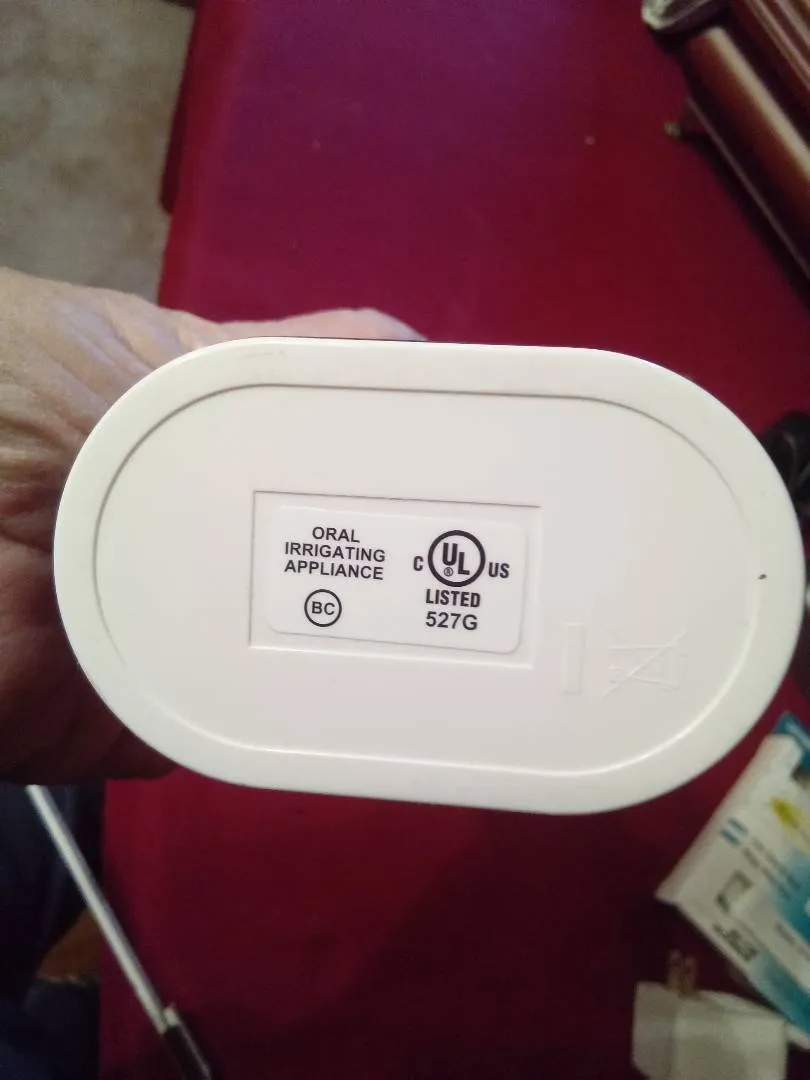 ORAL
IRRIGATING
APPLIANCE
BC
C UL US
®
LISTED
527G